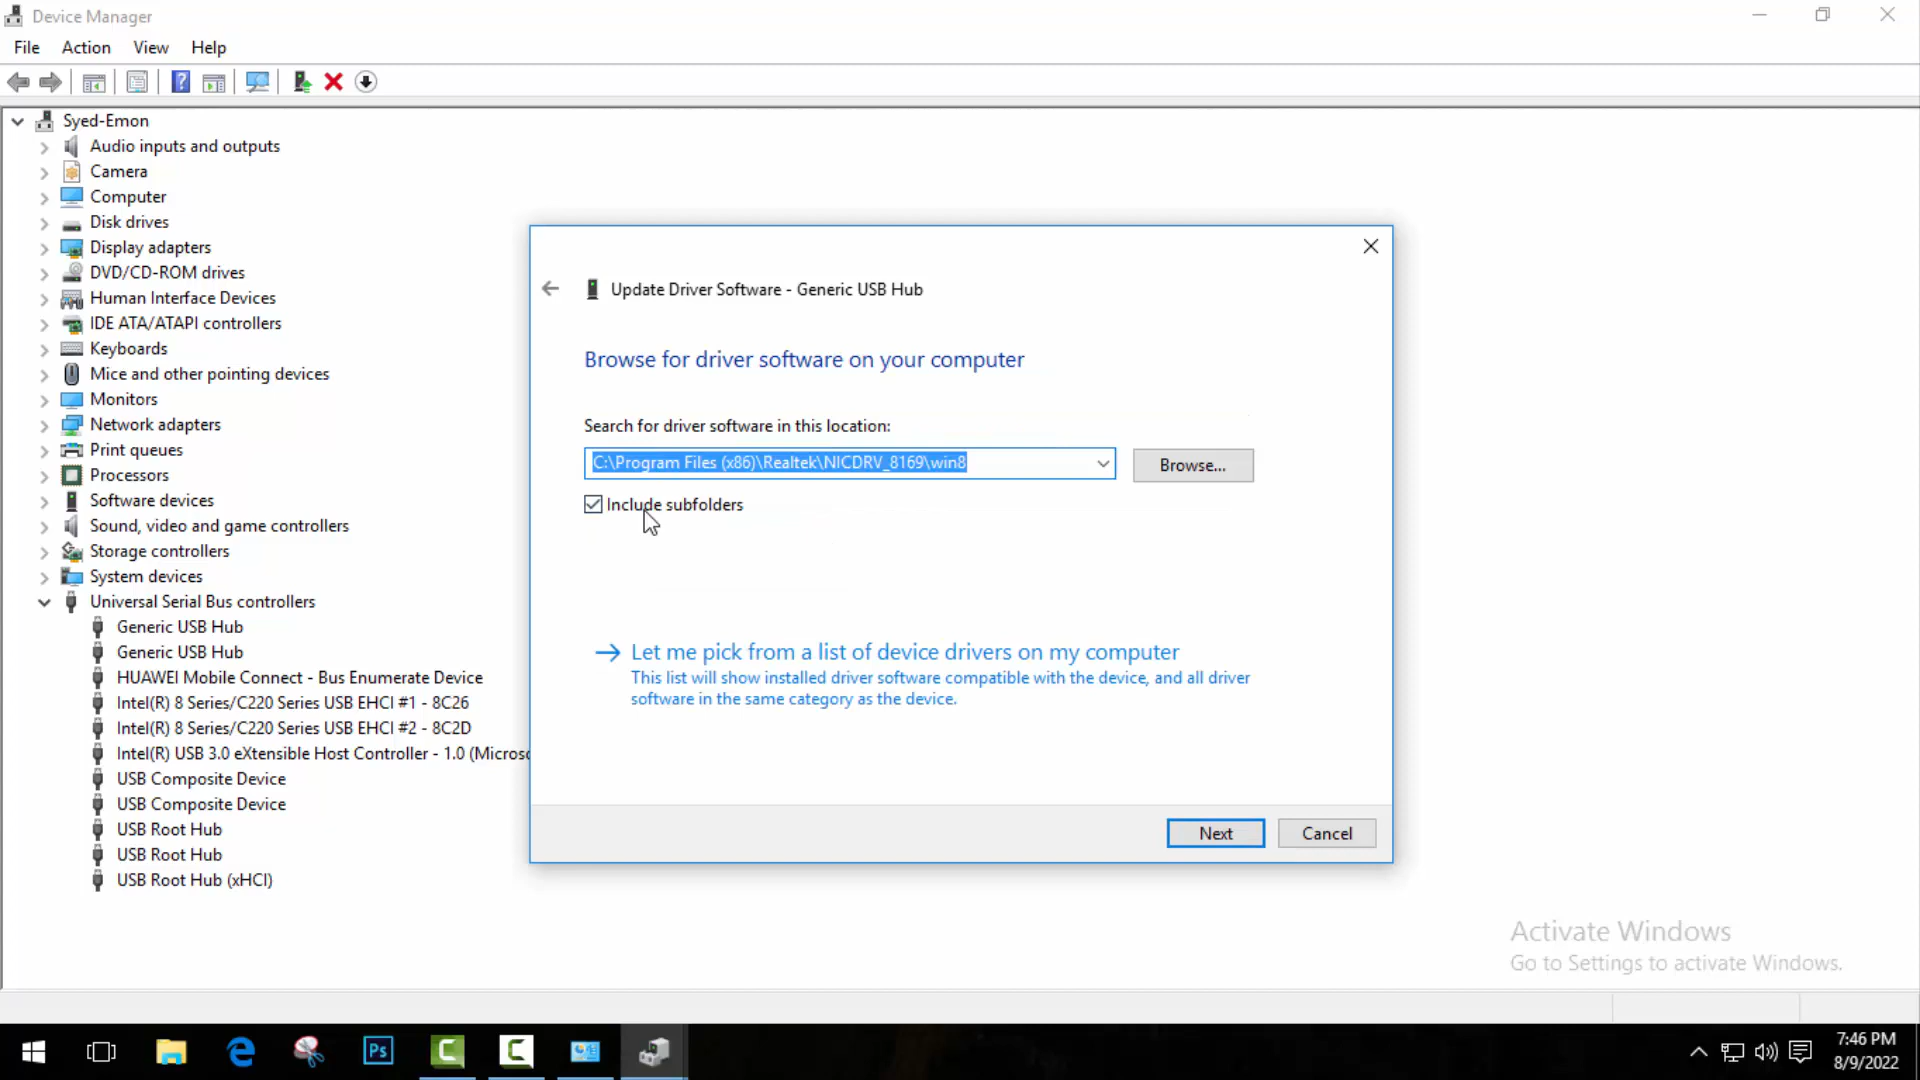 Device Manager
File Action View Help
Syed-Emon
Audio inputs and outputs
Camera
Computer
Disk drives
Display adapters
DVD/CD-ROM drives
Human Interface Devices
IDE ATA/ATAPI controllers
Keyboards
Mice and other pointing devices
Monitors
Network adapters
Print queues
Processors
Software devices
Sound, video and game controllers
Storage controllers
System devices
Universal Serial Bus controllers
Generic USB Hub
Generic USB Hub
HUAWEI Mobile Connect - Bus Enumerate Device
Intel(R) 8 Series/C220 Series USB EHCI #1 - 8C26
Intel(R) 8 Series/C220 Series USB EHCI #2 - 8C2D
Intel(R) USB 3.0 eXtensible Host Controller - 1.0 (Microso
USB Composite Device
USB Composite Device
USB Root Hub
USB Root Hub
USB Root Hub (xHCI)
Update Driver Software - Generic USB Hub
Browse for driver software on your computer
Search for driver software in this location:
C:\Program Files (x86)\Realtek\NICDRV_8169\win8
Browse...
Include subfolders
Let me pick from a list of device drivers on my computer
This list will show installed driver software compatible with the device, and all driver
software in the same category as the device.
Next Cancel
Activate Windows
Go to Settings to activate Windows.
Ps
7:46 PM
8/9/2022